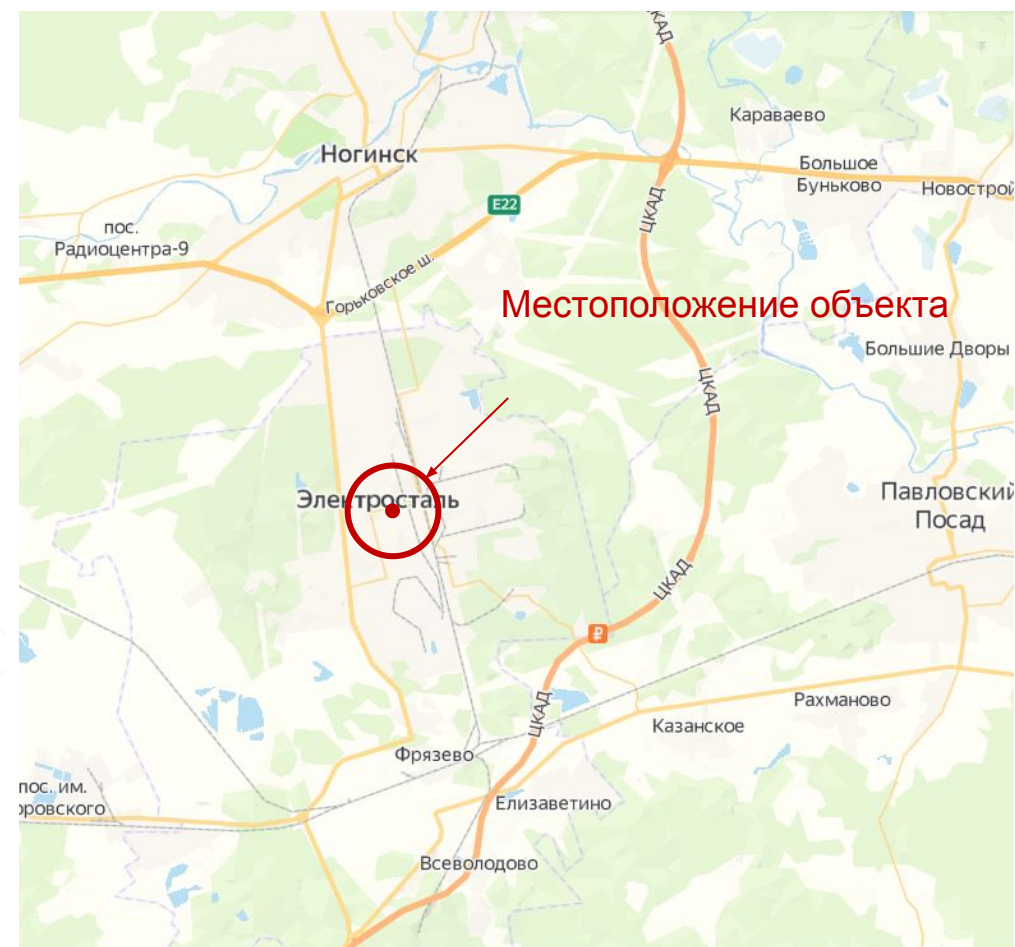 ЦКАД
Караваево
Ногинск
Большое
Буньково
Новострой
ЦКАД
E22
пос.
Радиоцентра-9
Горьковское ш.
Местоположение объекта
Большие Дворы
ЦКАД
Электросталь
Павловский
Посад
ЦКАД
₽
ЦКАД
Рахманово
Казанское
Фрязево
пос. им.
оровского
Елизаветино
Всеволодово